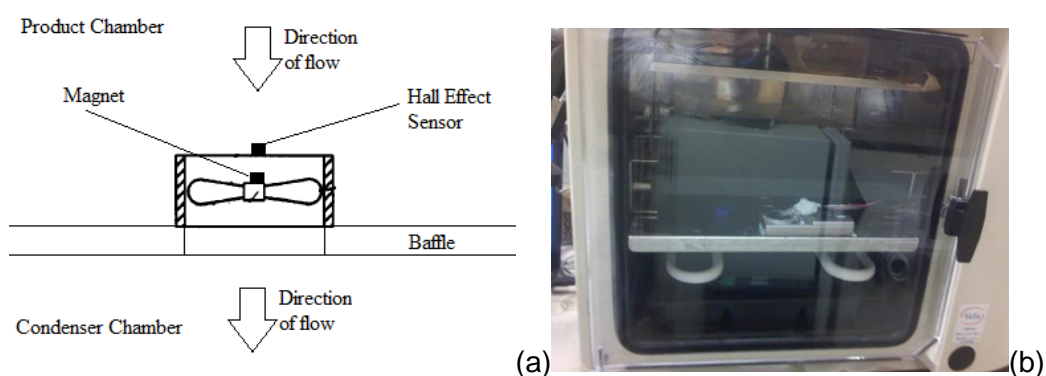 Product Chamber
Direction
of flow
Magnet
Hall Effect
Sensor
Baffle
Direction
of flow
Condenser Chamber
(a)
(b)